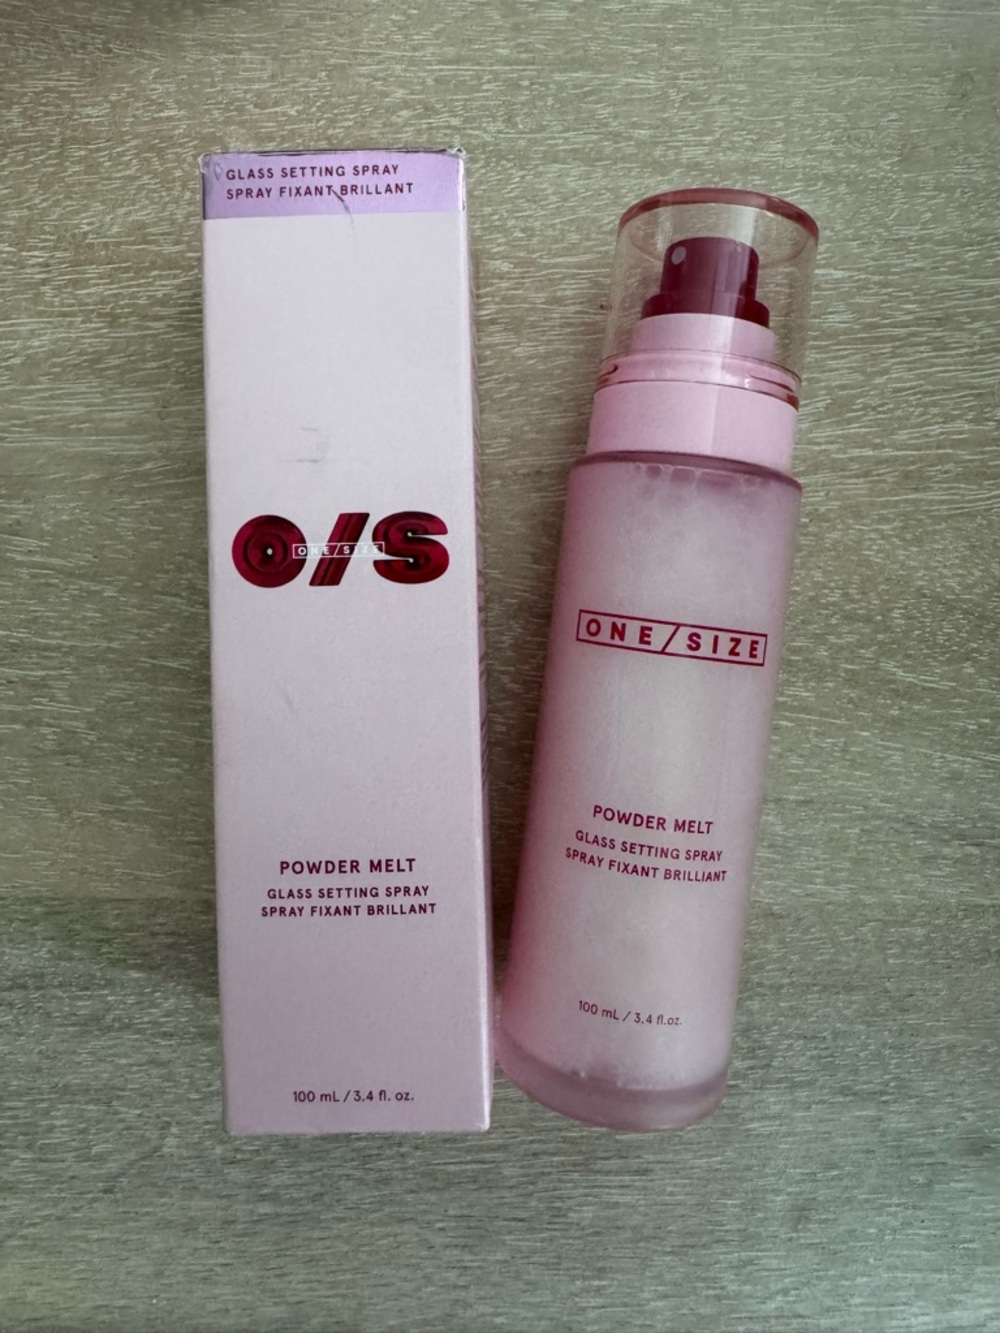 GLASS SETTING SPRAY
SPRAY FIXANT BRILLANT
O/S
ONE/SIZE
POWDER MELT
GLASS SETTING SPRAY
SPRAY FIXANT BRILLANT
100 mL / 3.4 fl. oz.
ONE/SIZE
POWDER MELT
GLASS SETTING SPRAY
SPRAY FIXANT BRILLIANT
100 mL / 3.4 fl.oz.